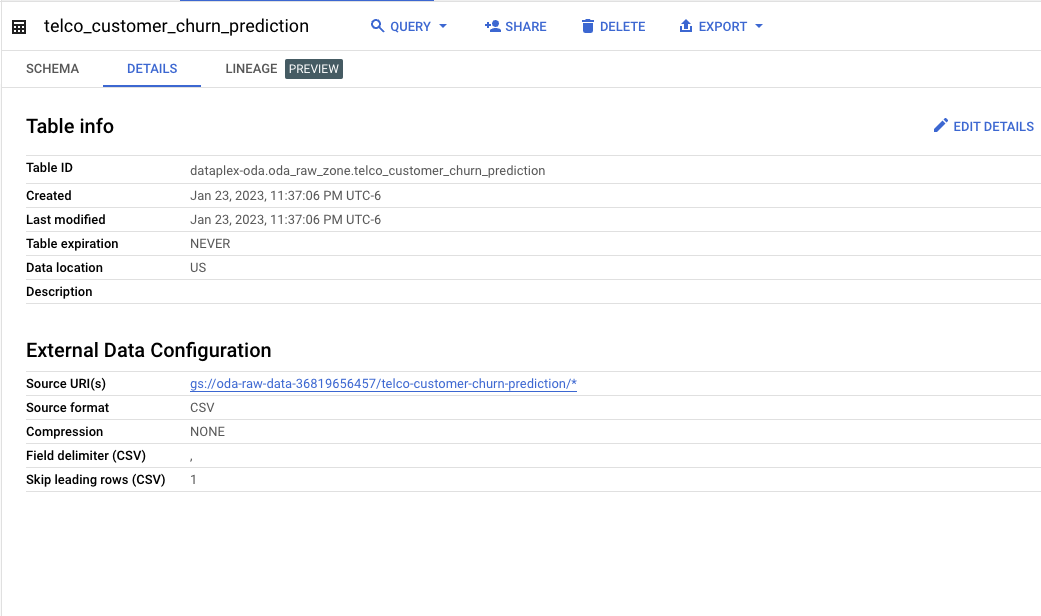 telco_customer_churn_prediction QUERY SHARE DELETE EXPORT
SCHEMA DETAILS LINEAGE PREVIEW
Table info EDIT DETAILS
Table ID dataplex-oda.oda_raw_zone.telco_customer_churn_prediction
Created Jan 23, 2023, 11:37:06 PM UTC-6
Last modified Jan 23, 2023, 11:37:06 PM UTC-6
Table expiration NEVER
Data location US
Description
External Data Configuration
Source URI(s) gs://oda-raw-data-36819656457/telco-customer-churn-prediction/*
Source format CSV
Compression NONE
Field delimiter (CSV) ,
Skip leading rows (CSV) 1